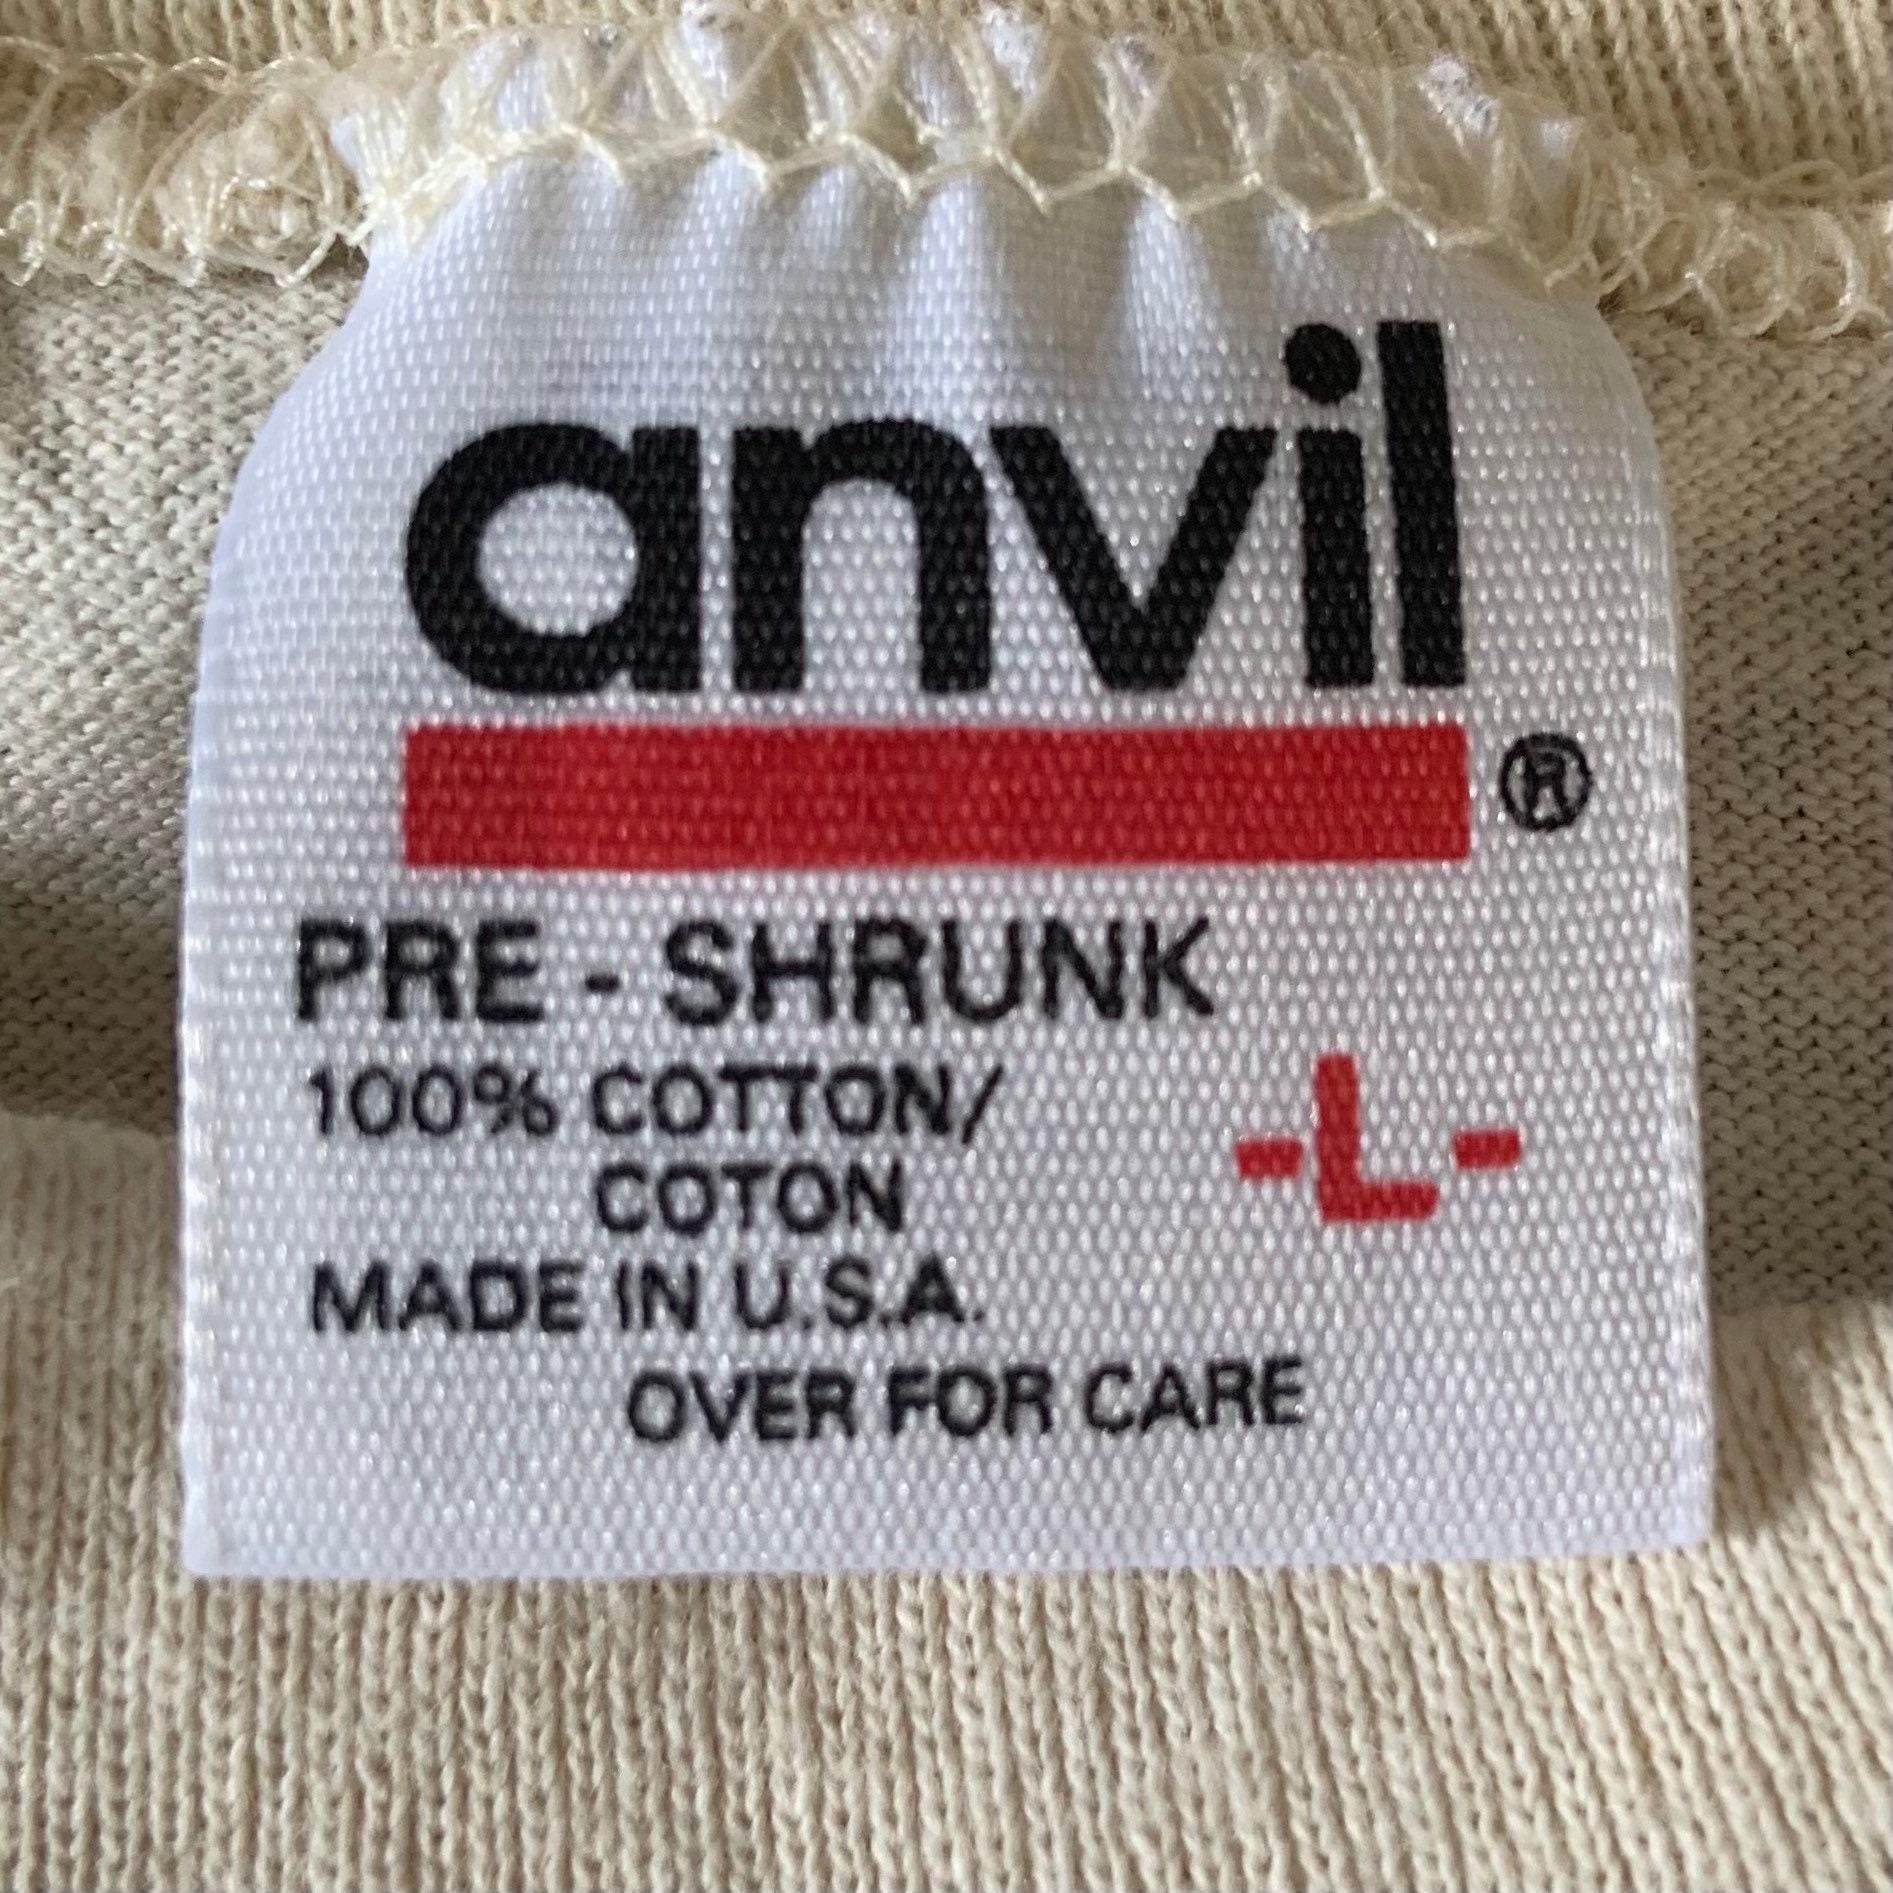 anvil
®
PRE - SHRUNK
100% COTTON/
COTON
-L-
MADE IN U.S.A.
OVER FOR CARE